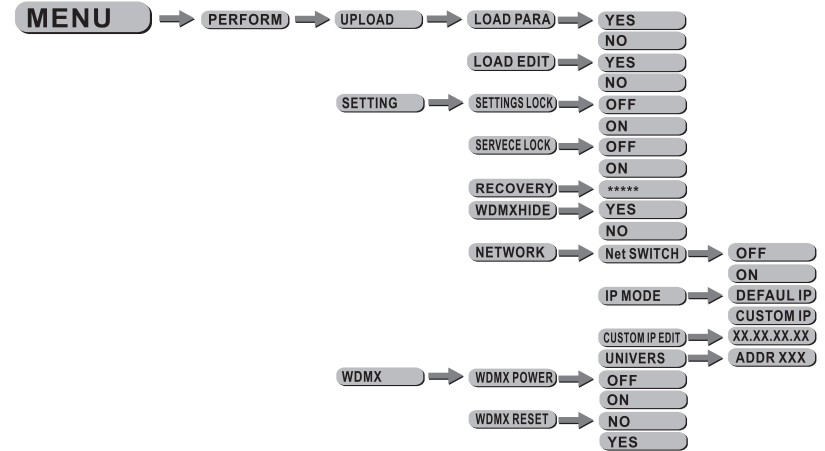 MENU PERFORM UPLOAD LOAD PARA YES
NO
LOAD EDIT YES
NO
SETTING SETTINGS LOCK OFF
ON
SERVECE LOCK OFF
ON
RECOVERY *****
WDMXHIDE YES
NO
NETWORK Net SWITCH OFF
ON
IP MODE DEFAUL IP
CUSTOM IP
CUSTOM IP EDIT XX.XX.XX.XX
UNIVERS ADDR XXX
WDMX WDMX POWER OFF
ON
WDMX RESET NO
YES